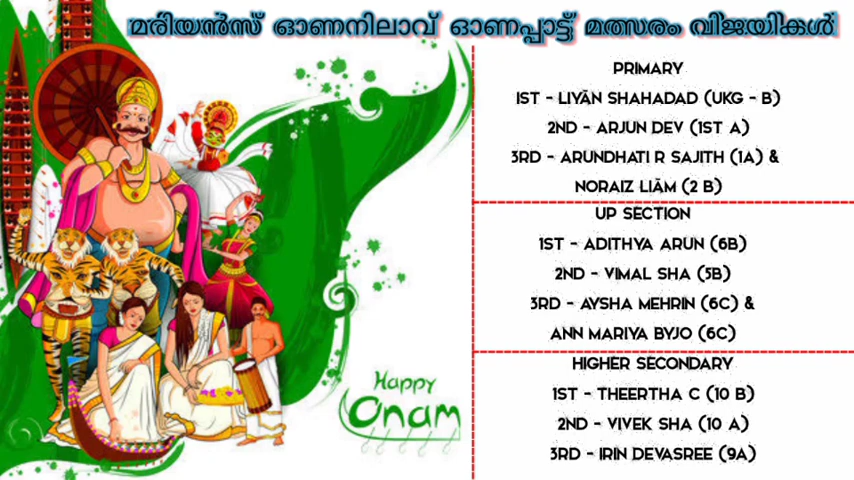 മരിയൻസ് ഓണനിലാവ് ഓണപ്പാട്ട് മത്സരം വിജയികൾ
PRIMARY
1ST - LIYĀN SHAHADAD (UKG - B)
2ND - ARJUN DEV (1ST A)
3RD - ARUNDHATI R SAJITH (1A) &
NORAIZ LIĀM (2 B)
UP SECTION
1ST - ADITHYA ARUN (6B)
2ND - VIMAL SHA (5B)
3RD - AYSHA MEHRIN (6C) &
ANN MARIYA BYJO (6C)
HIGHER SECONDARY
1ST - THEERTHA C (10 B)
2ND - VIVEK SHA (10 A)
3RD - IRIN DEVASREE (9A)
Happy
Onam